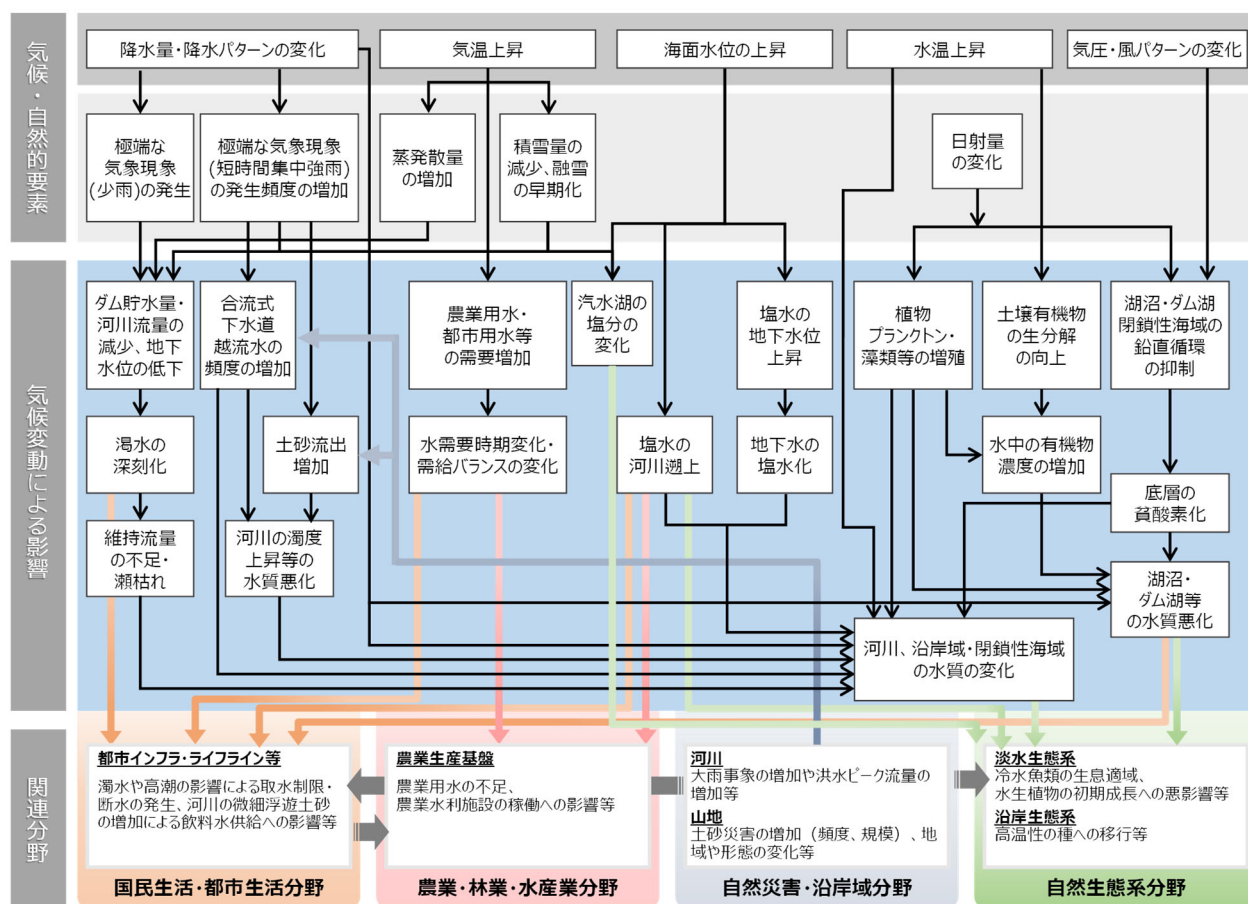 気候・自然的要素
降水量・降水パターンの変化
気温上昇
海面水位の上昇
水温上昇
気圧・風パターンの変化
極端な
気象現象
(少雨)の発生
極端な気象現象
(短時間集中強雨)
の発生頻度の増加
蒸発散量
の増加
積雪量の
減少、融雪
の早期化
日射量
の変化
気候変動による影響
ダム貯水量・
河川流量の
減少、地下
水位の低下
合流式
下水道
越流水の
頻度の増加
農業用水・
都市用水等
の需要増加
汽水湖の
塩分の
変化
塩水の
地下水位
上昇
植物
プランクトン・
藻類等の増殖
土壌有機物
の生分解
の向上
湖沼・ダム湖
閉鎖性海域の
鉛直循環
の抑制
渇水の
深刻化
土砂流出
増加
水需要時期変化・
需給バランスの変化
塩水の
河川遡上
地下水の
塩水化
水中の有機物
濃度の増加
底層の
貧酸素化
維持流量
の不足・
瀬枯れ
河川の濁度
上昇等の
水質悪化
湖沼・
ダム湖等
の水質悪化
河川、沿岸域・閉鎖性海域
の水質の変化
関連分野
都市インフラ・ライフライン等
濁水や高潮の影響による取水制限・
断水の発生、河川の微細浮遊土砂
の増加による飲料水供給への影響等
国民生活・都市生活分野
農業生産基盤
農業用水の不足、
農業水利施設の稼働への影響等
農業・林業・水産業分野
河川
大雨事象の増加や洪水ピーク流量の
増加等
山地
土砂災害の増加（頻度、規模）、地
域や形態の変化等
自然災害・沿岸域分野
淡水生態系
冷水魚類の生息適域、
水生植物の初期成長への悪影響等
沿岸生態系
高温性の種への移行等
自然生態系分野